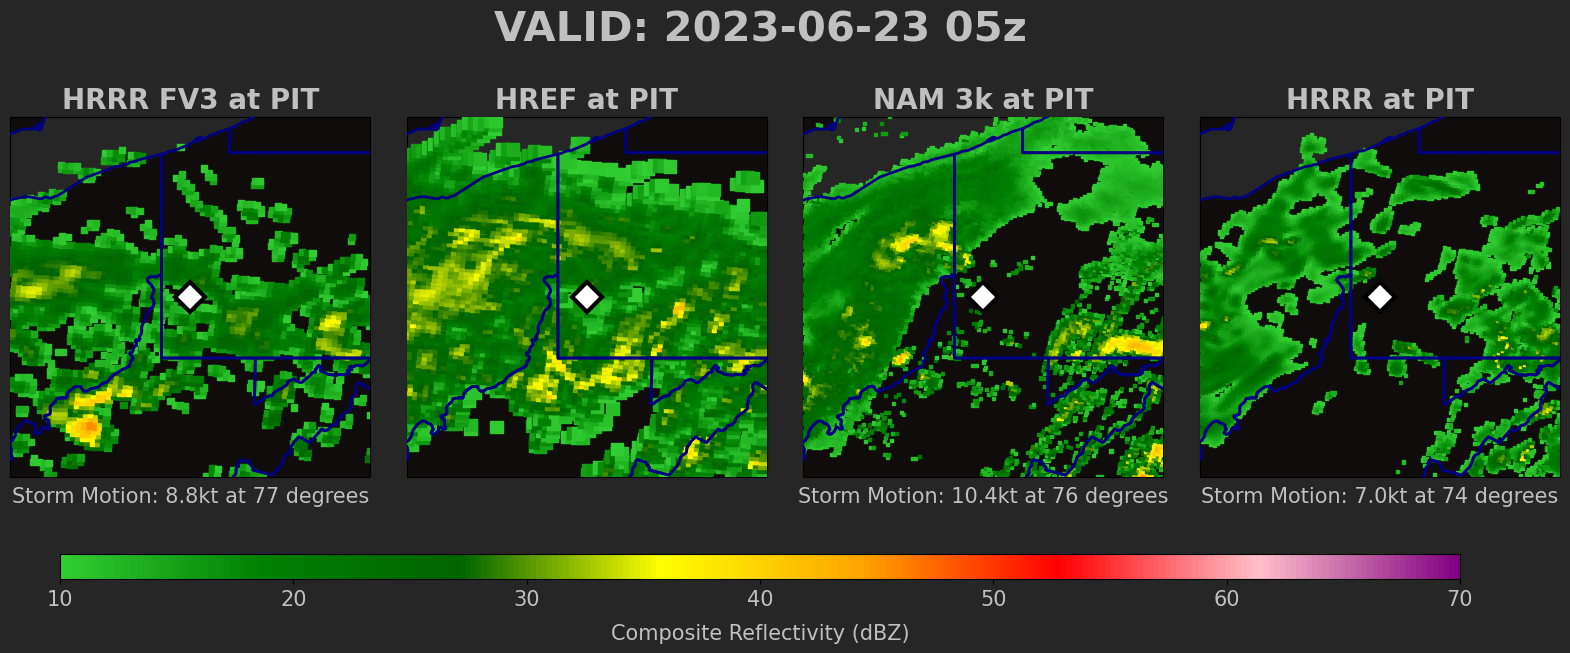 VALID: 2023-06-23 05z
HRRR FV3 at PIT
HREF at PIT
NAM 3k at PIT
HRRR at PIT
Storm Motion: 8.8kt at 77 degrees
Storm Motion: 10.4kt at 76 degrees
Storm Motion: 7.0kt at 74 degrees
10 20 30 40 50 60 70
Composite Reflectivity (dBZ)